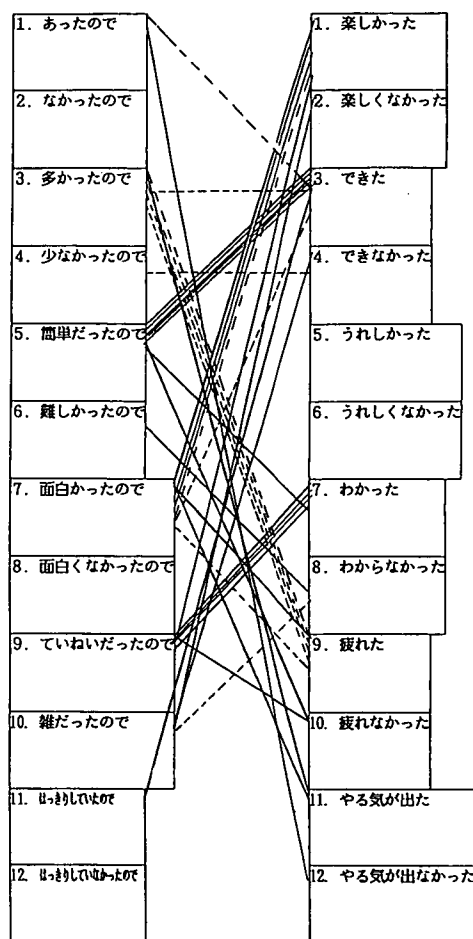 1. あったので
2. なかったので
3. 多かったので
4. 少なかったので
5. 簡単だったので
6. 難しかったので
7. 面白かったので
8. 面白くなかったので
9. ていねいだったので
10. 雑だったので
11. はっきりしていたので
12. はっきりしていなかったので
1. 楽しかった
2. 楽しくなかった
3. できた
4. できなかった
5. うれしかった
6. うれしくなかった
7. わかった
8. わからなかった
9. 疲れた
10. 疲れなかった
11. やる気が出た
12. やる気が出なかった